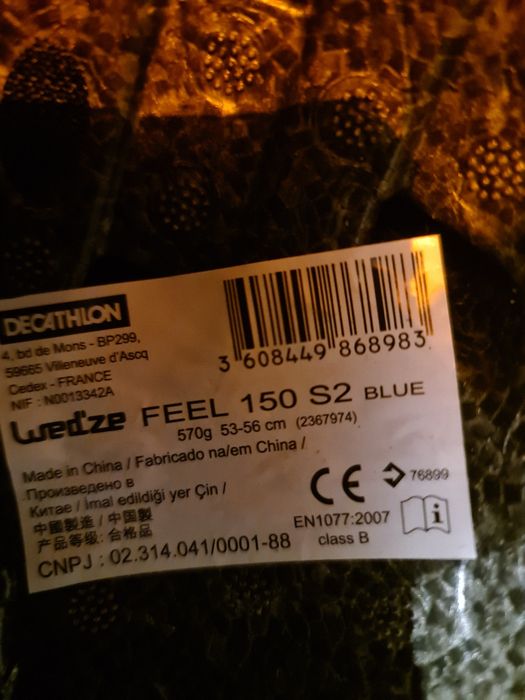 DECATHLON
4, bd de Mons - BP299,
59665 Villeneuve d'Ascq
Cedex - FRANCE
NIF : N0013342A
3 608449 868983
Wed'ze FEEL 150 S2 BLUE
570g 53-56 cm (2367974)
Made in China / Fabricado na/em China /
Произведено в
Китае / İmal edildiği yer Çin /
中國製造 / 中国製
产品等级: 合格品
CNPJ : 02.314.041/0001-88
CE 76899
EN1077:2007
class B
i